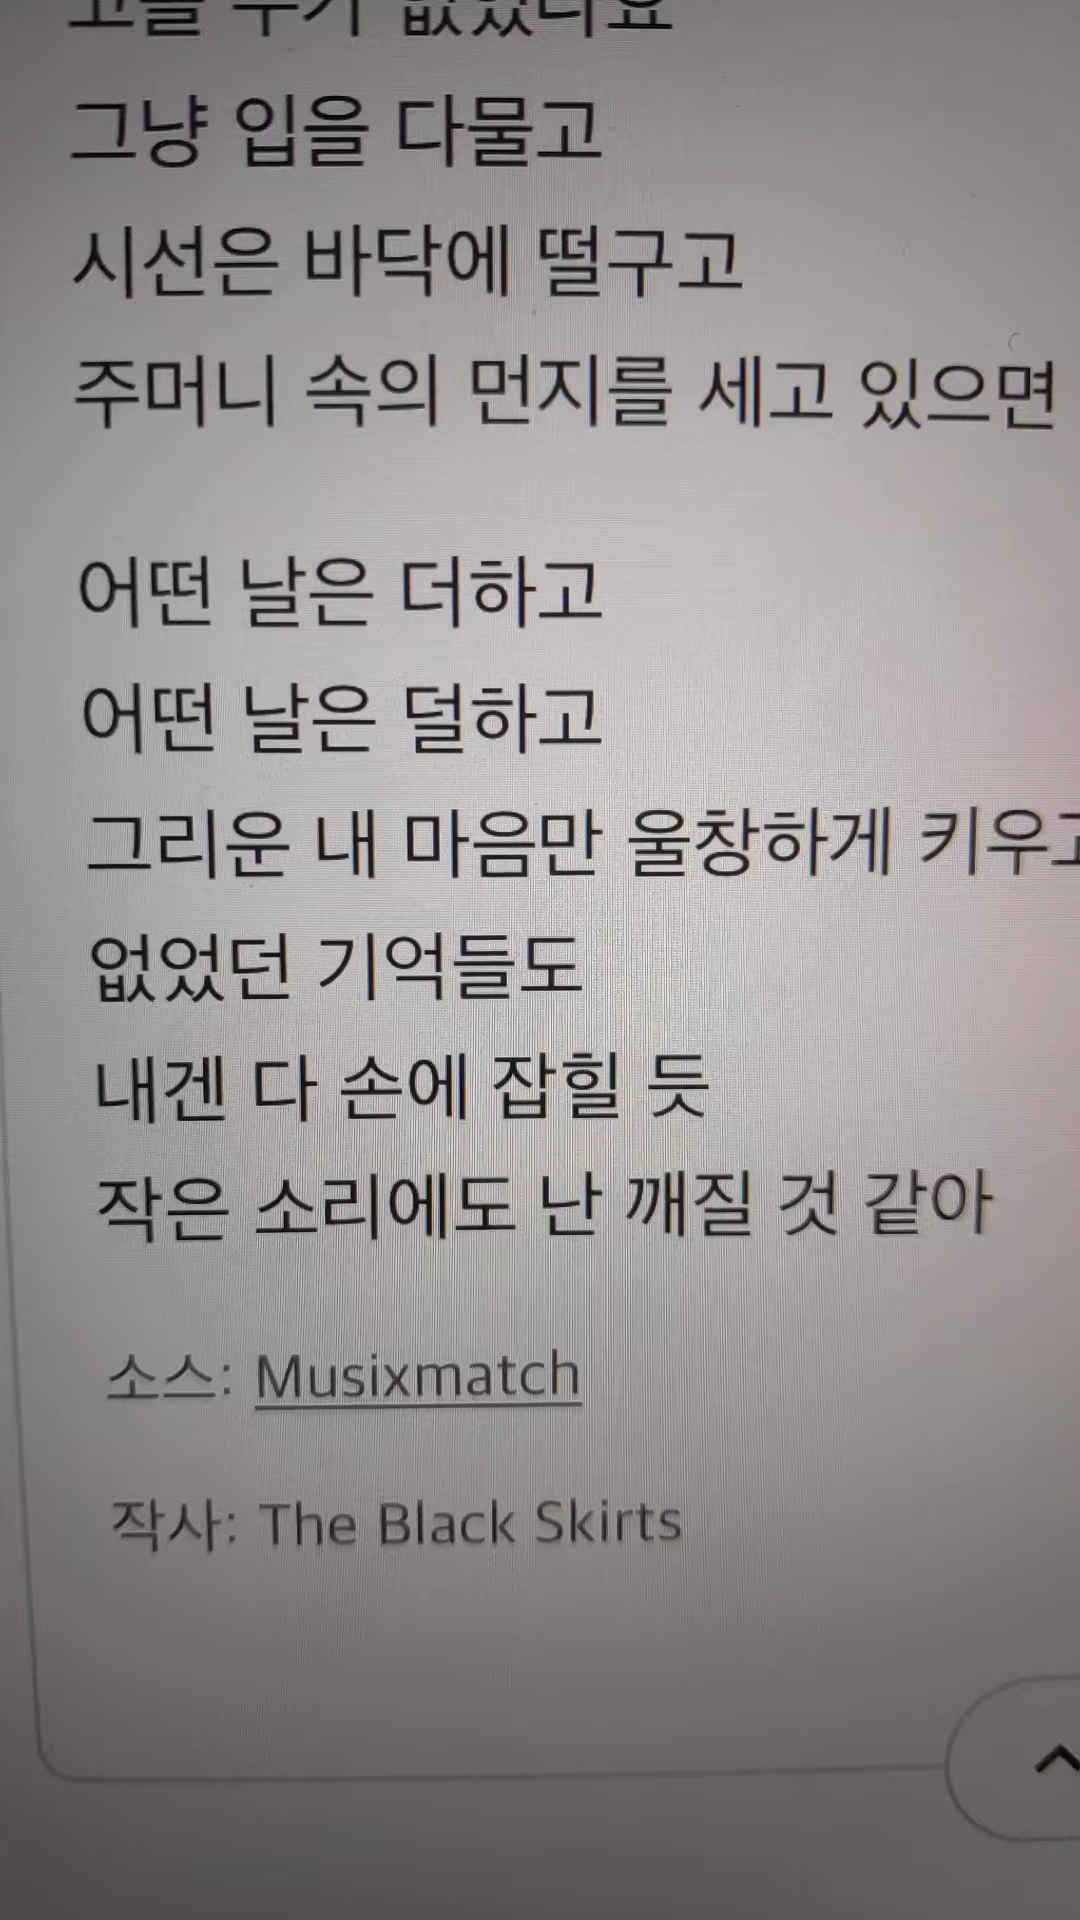 그냥 입을 다물고
시선은 바닥에 떨구고
주머니 속의 먼지를 세고 있으면
어떤 날은 더하고
어떤 날은 덜하고
그리운 내 마음만 울창하게 키우고
없었던 기억들도
내겐 다 손에 잡힐 듯
작은 소리에도 난 깨질 것 같아
소스: Musixmatch
작사: The Black Skirts